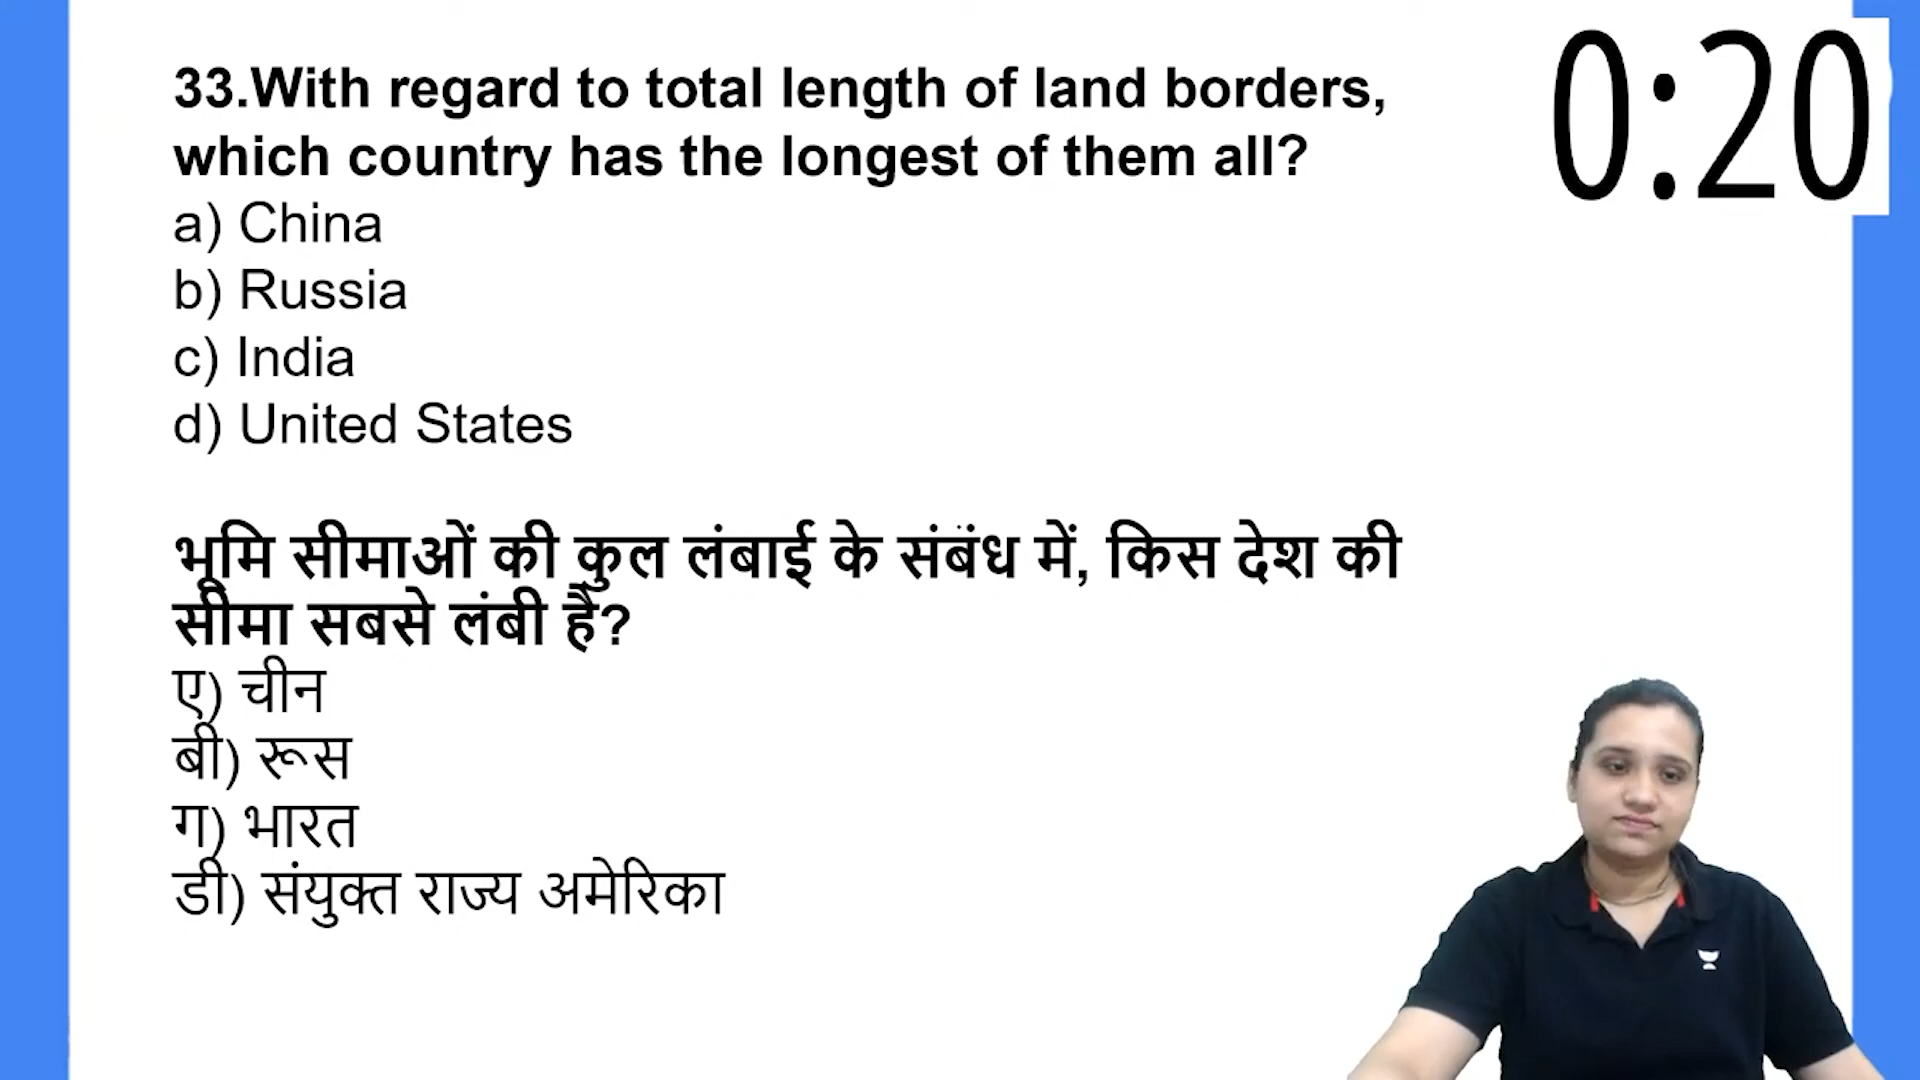 33.With regard to total length of land borders,
which country has the longest of them all?
a) China
b) Russia
c) India
d) United States
भूमि सीमाओं की कुल लंबाई के संबंध में, किस देश की
सीमा सबसे लंबी है?
ए) चीन
बी) रूस
ग) भारत
डी) संयुक्त राज्य अमेरिका
0:20